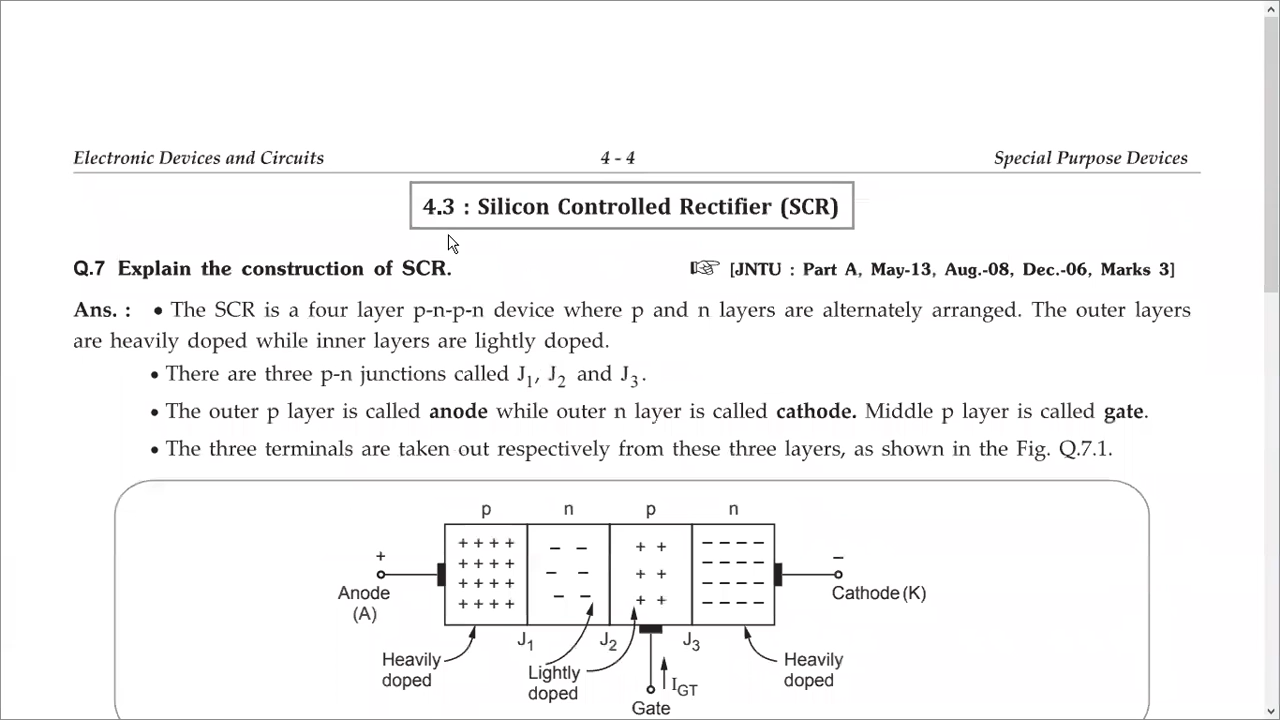 Electronic Devices and Circuits 4 - 4 Special Purpose Devices
4.3 : Silicon Controlled Rectifier (SCR)
Q.7 Explain the construction of SCR. ☞ [JNTU : Part A, May-13, Aug.-08, Dec.-06, Marks 3]
Ans. : • The SCR is a four layer p-n-p-n device where p and n layers are alternately arranged. The outer layers
are heavily doped while inner layers are lightly doped.
• There are three p-n junctions called J₁, J₂ and J₃.
• The outer p layer is called anode while outer n layer is called cathode. Middle p layer is called gate.
• The three terminals are taken out respectively from these three layers, as shown in the Fig. Q.7.1.
p n p n
+ + + + – – + + – – – –
+ –
+ + + + – – + + – – – –
Anode Cathode (K)
+ + + + – – + + – – – –
(A)
+ + + + – – – –
J₁ J₂ J₃
Heavily Lightly Heavily
doped doped I_GT doped
Gate